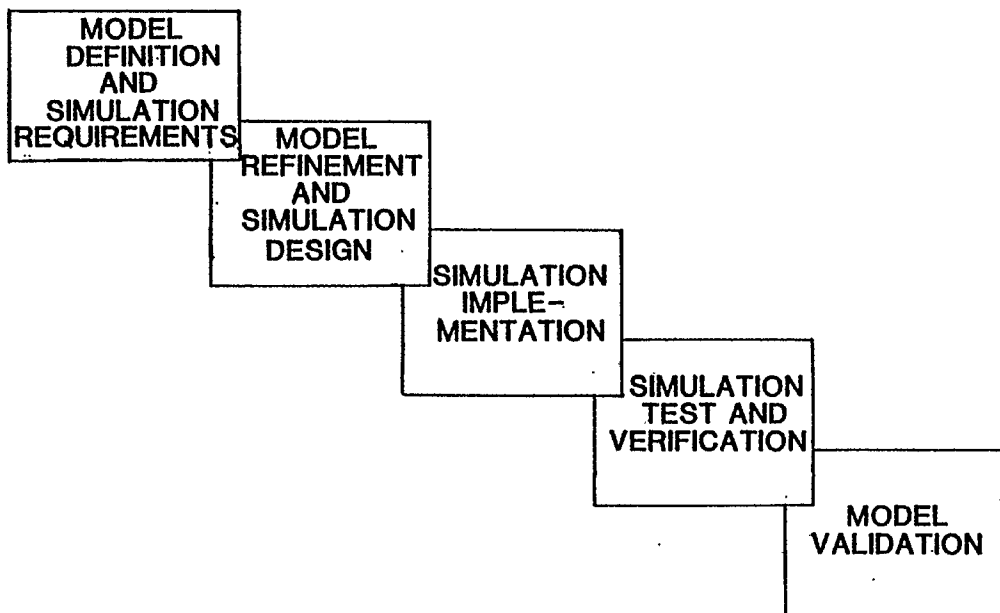 MODEL
DEFINITION
AND
SIMULATION
REQUIREMENTS
MODEL
REFINEMENT
AND
SIMULATION
DESIGN
SIMULATION
IMPLE-
MENTATION
SIMULATION
TEST AND
VERIFICATION
MODEL
VALIDATION